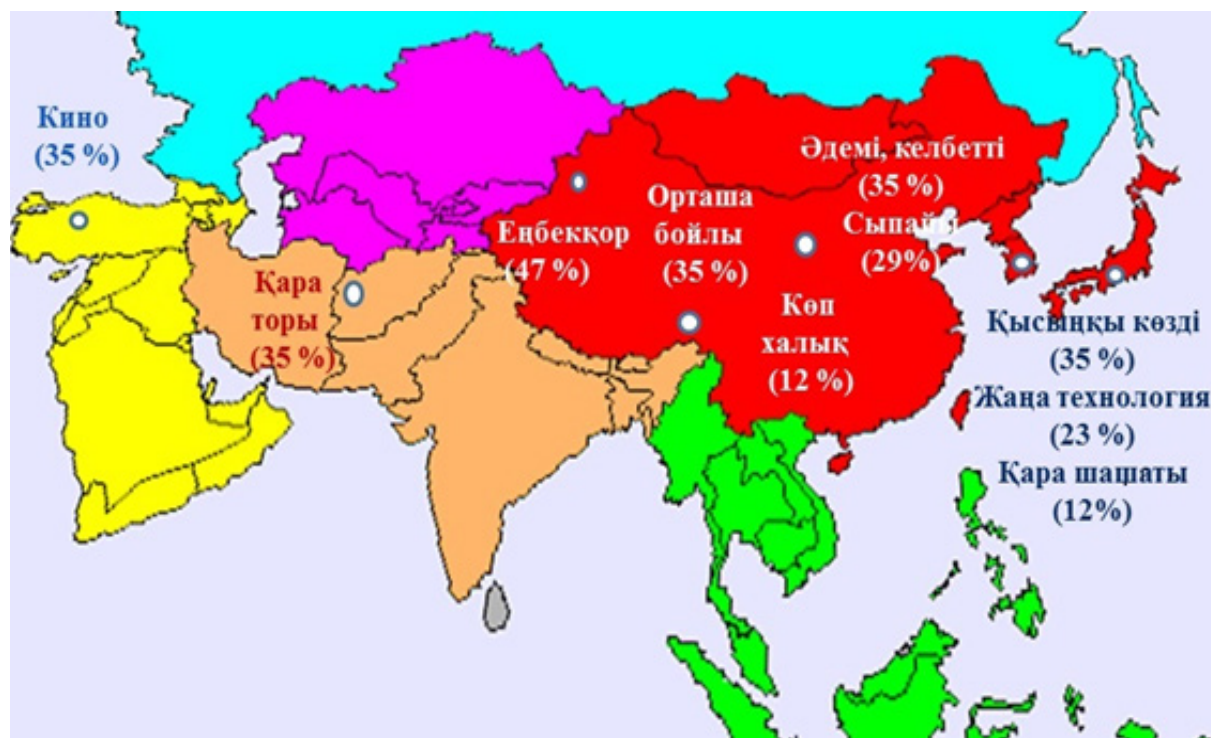 Кино
(35 %)
Қара
торы
(35 %)
Еңбекқор
(47 %)
Орташа
бойлы
(35 %)
Әдемі, келбетті
(35 %)
Сыпайы
(29%)
Көп
халық
(12 %)
Қысыңқы көзді
(35 %)
Жаңа технология
(23 %)
Қара шашаты
(12%)